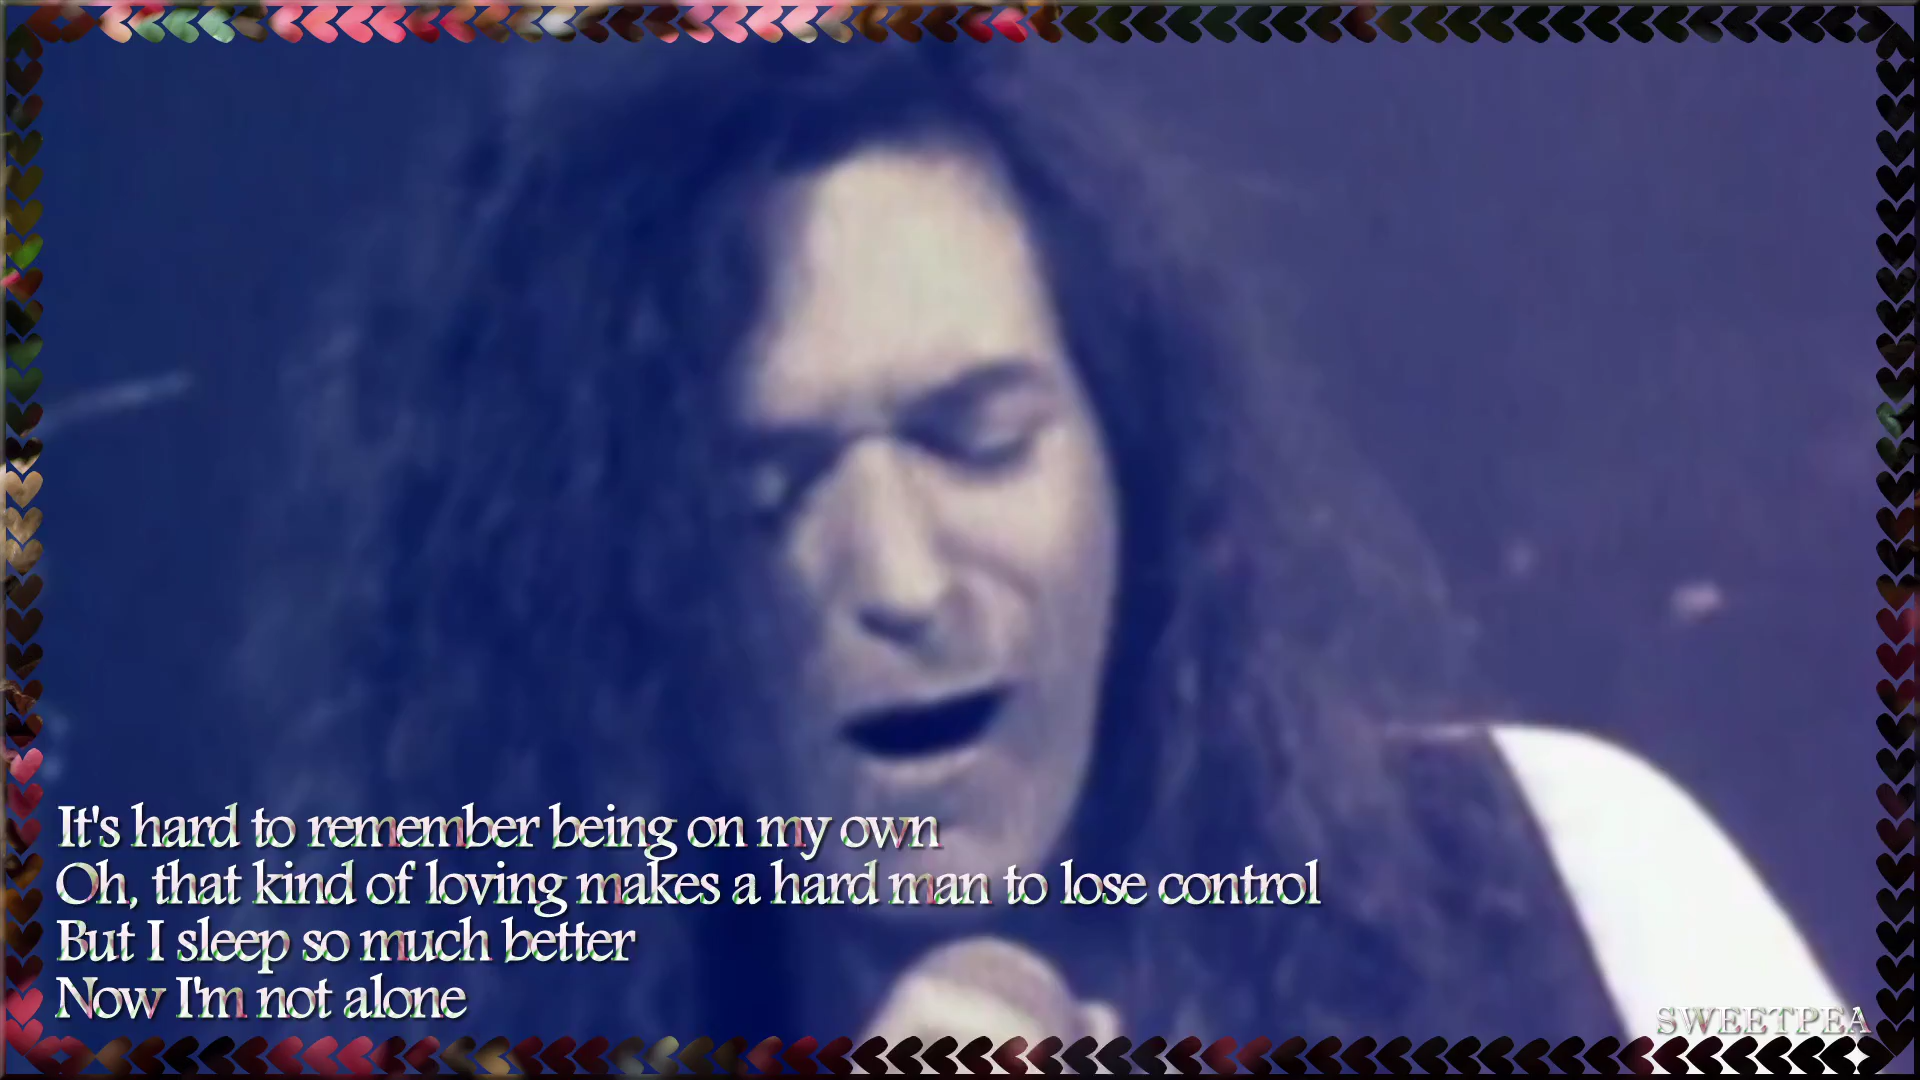 It's hard to remember being on my own
Oh, that kind of loving makes a hard man to lose control
But I sleep so much better
Now I'm not alone
SWEETPEA